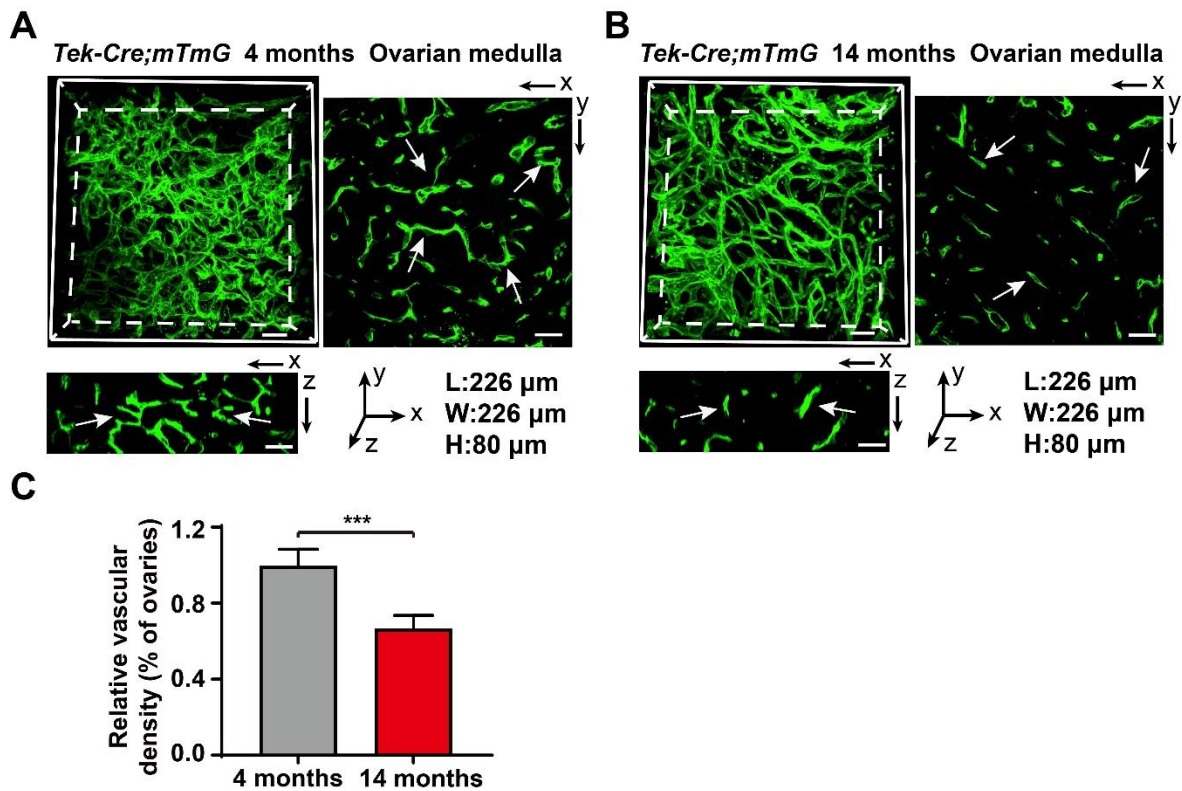 A
Tek-Cre;mTmG 4 months Ovarian medulla
x
y
x
z
y
x
z
L:226 µm
W:226 µm
H:80 µm
B
Tek-Cre;mTmG 14 months Ovarian medulla
x
y
x
z
y
x
z
L:226 µm
W:226 µm
H:80 µm
C
Relative vascular
density (% of ovaries)
1.2
0.8
0.4
0.0
***
4 months
14 months